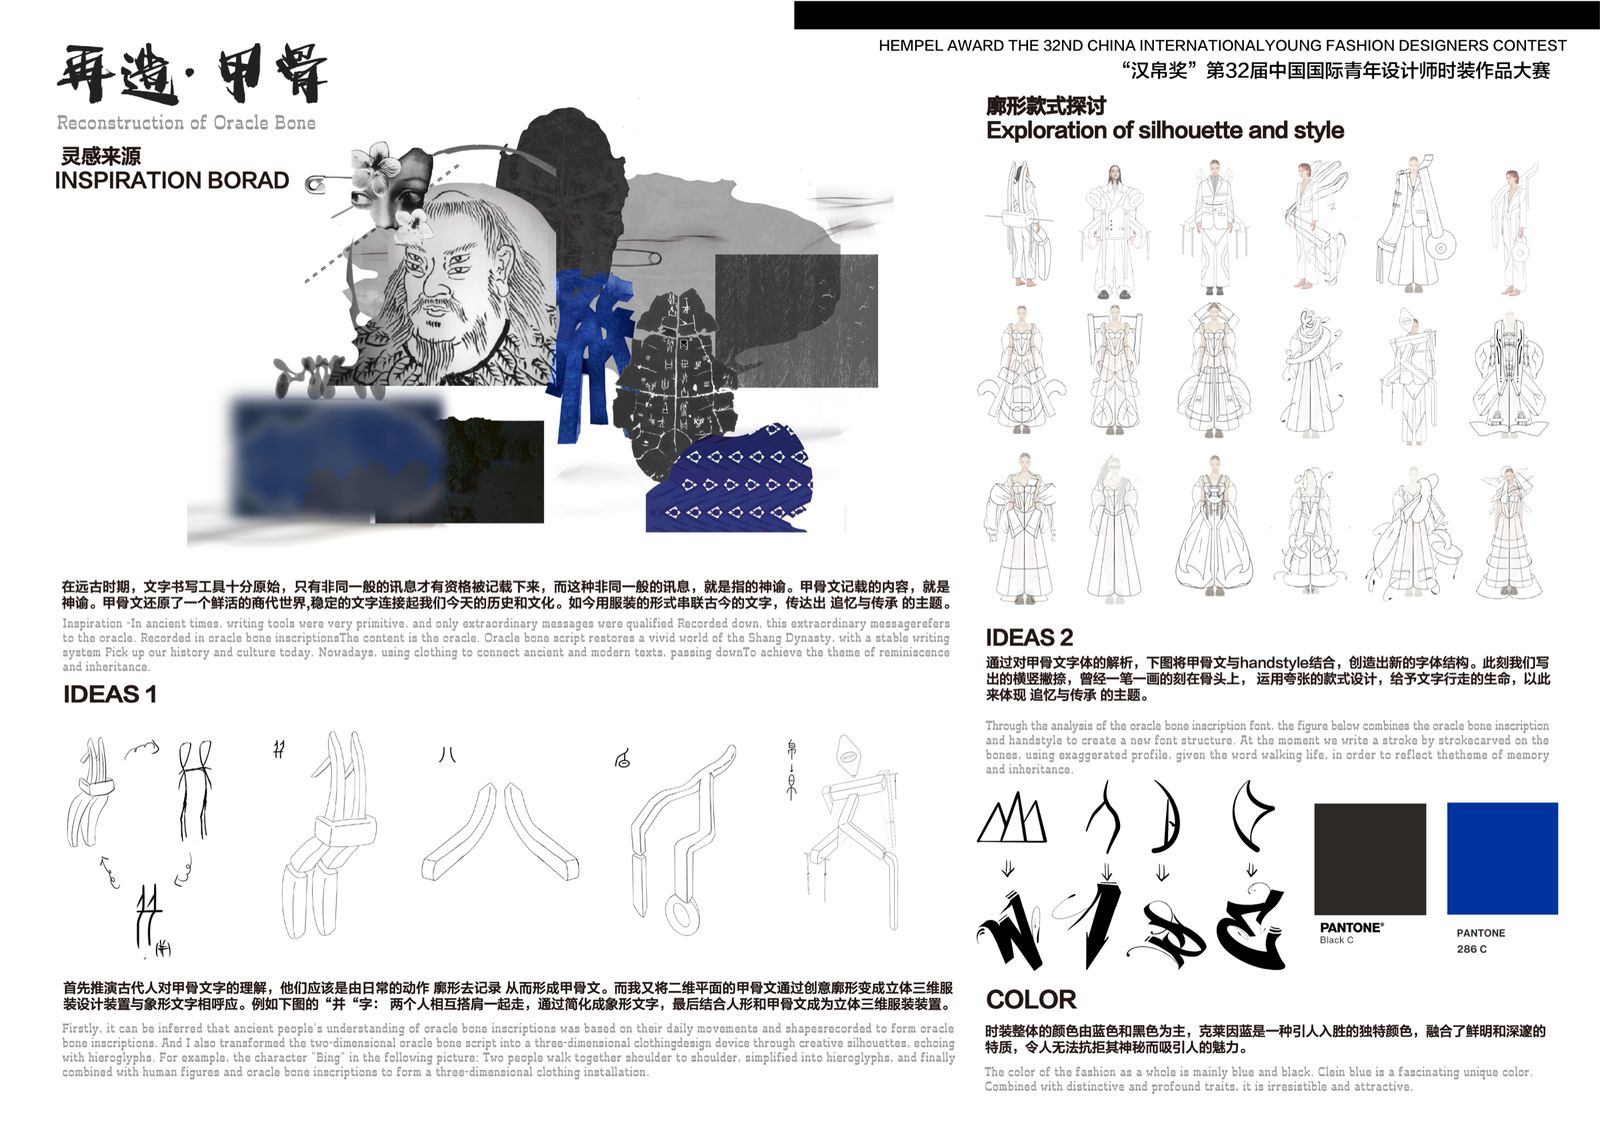 再造·甲骨
Reconstruction of Oracle Bone
灵感来源
INSPIRATION BORAD
HEMPEL AWARD THE 32ND CHINA INTERNATIONALYOUNG FASHION DESIGNERS CONTEST
“汉帛奖”第32届中国国际青年设计师时装作品大赛
廓形款式探讨
Exploration of silhouette and style
在远古时期，文字书写工具十分原始，只有非同一般的讯息才有资格被记载下来，而这种非同一般的讯息，就是指的神谕。甲骨文记载的内容，就是
神谕。甲骨文还原了一个鲜活的商代世界,稳定的文字连接起我们今天的历史和文化。如今用服装的形式串联古今的文字，传达出 追忆与传承 的主题。
Inspiration -In ancient times, writing tools were very primitive, and only extraordinary messages were qualified Recorded down, this extraordinary messagerefers
to the oracle. Recorded in oracle bone inscriptionsThe content is the oracle. Oracle bone script restores a vivid world of the Shang Dynasty, with a stable writing
system Pick up our history and culture today. Nowadays, using clothing to connect ancient and modern texts, passing downTo achieve the theme of reminiscence
and inheritance.
IDEAS 1
首先推演古代人对甲骨文字的理解，他们应该是由日常的动作 廓形去记录 从而形成甲骨文。而我又将二维平面的甲骨文通过创意廓形变成立体三维服
装设计装置与象形文字相呼应。例如下图的“并“字： 两个人相互搭肩一起走，通过简化成象形文字，最后结合人形和甲骨文成为立体三维服装装置。
Firstly, it can be inferred that ancient people's understanding of oracle bone inscriptions was based on their daily movements and shapesrecorded to form oracle
bone inscriptions. And I also transformed the two-dimensional oracle bone script into a three-dimensional clothingdesign device through creative silhouettes, echoing
with hieroglyphs. For example, the character "Bing" in the following picture: Two people walk together shoulder to shoulder, simplified into hieroglyphs, and finally
combined with human figures and oracle bone inscriptions to form a three-dimensional clothing installation.
IDEAS 2
通过对甲骨文字体的解析，下图将甲骨文与handstyle结合，创造出新的字体结构。此刻我们写
出的横竖撇捺，曾经一笔一画的刻在骨头上， 运用夸张的款式设计，给予文字行走的生命，以此
来体现 追忆与传承 的主题。
Through the analysis of the oracle bone inscription font, the figure below combines the oracle bone inscription
and handstyle to create a new font structure. At the moment we write a stroke by strokecarved on the
bones, using exaggerated profile, given the word walking life, in order to reflect thetheme of memory
and inheritance.
PANTONE®
Black C
PANTONE
286 C
COLOR
时装整体的颜色由蓝色和黑色为主，克莱因蓝是一种引人入胜的独特颜色，融合了鲜明和深邃的
特质，令人无法抗拒其神秘而吸引人的魅力。
The color of the fashion as a whole is mainly blue and black. Clein blue is a fascinating unique color.
Combined with distinctive and profound traits, it is irresistible and attractive.